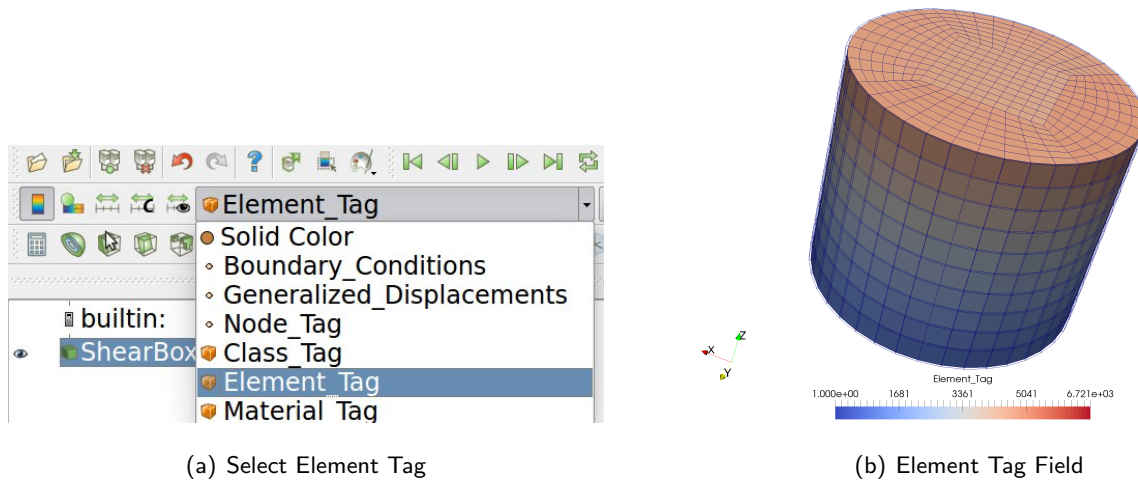 Element_Tag
Solid Color
Boundary_Conditions
Generalized_Displacements
Node_Tag
Class_Tag
Element_Tag
Material_Tag
builtin:
ShearBox
(a) Select Element Tag
X
Z
Y
Element_Tag
1.000e+00 1681 3361 5041 6.721e+03
(b) Element Tag Field